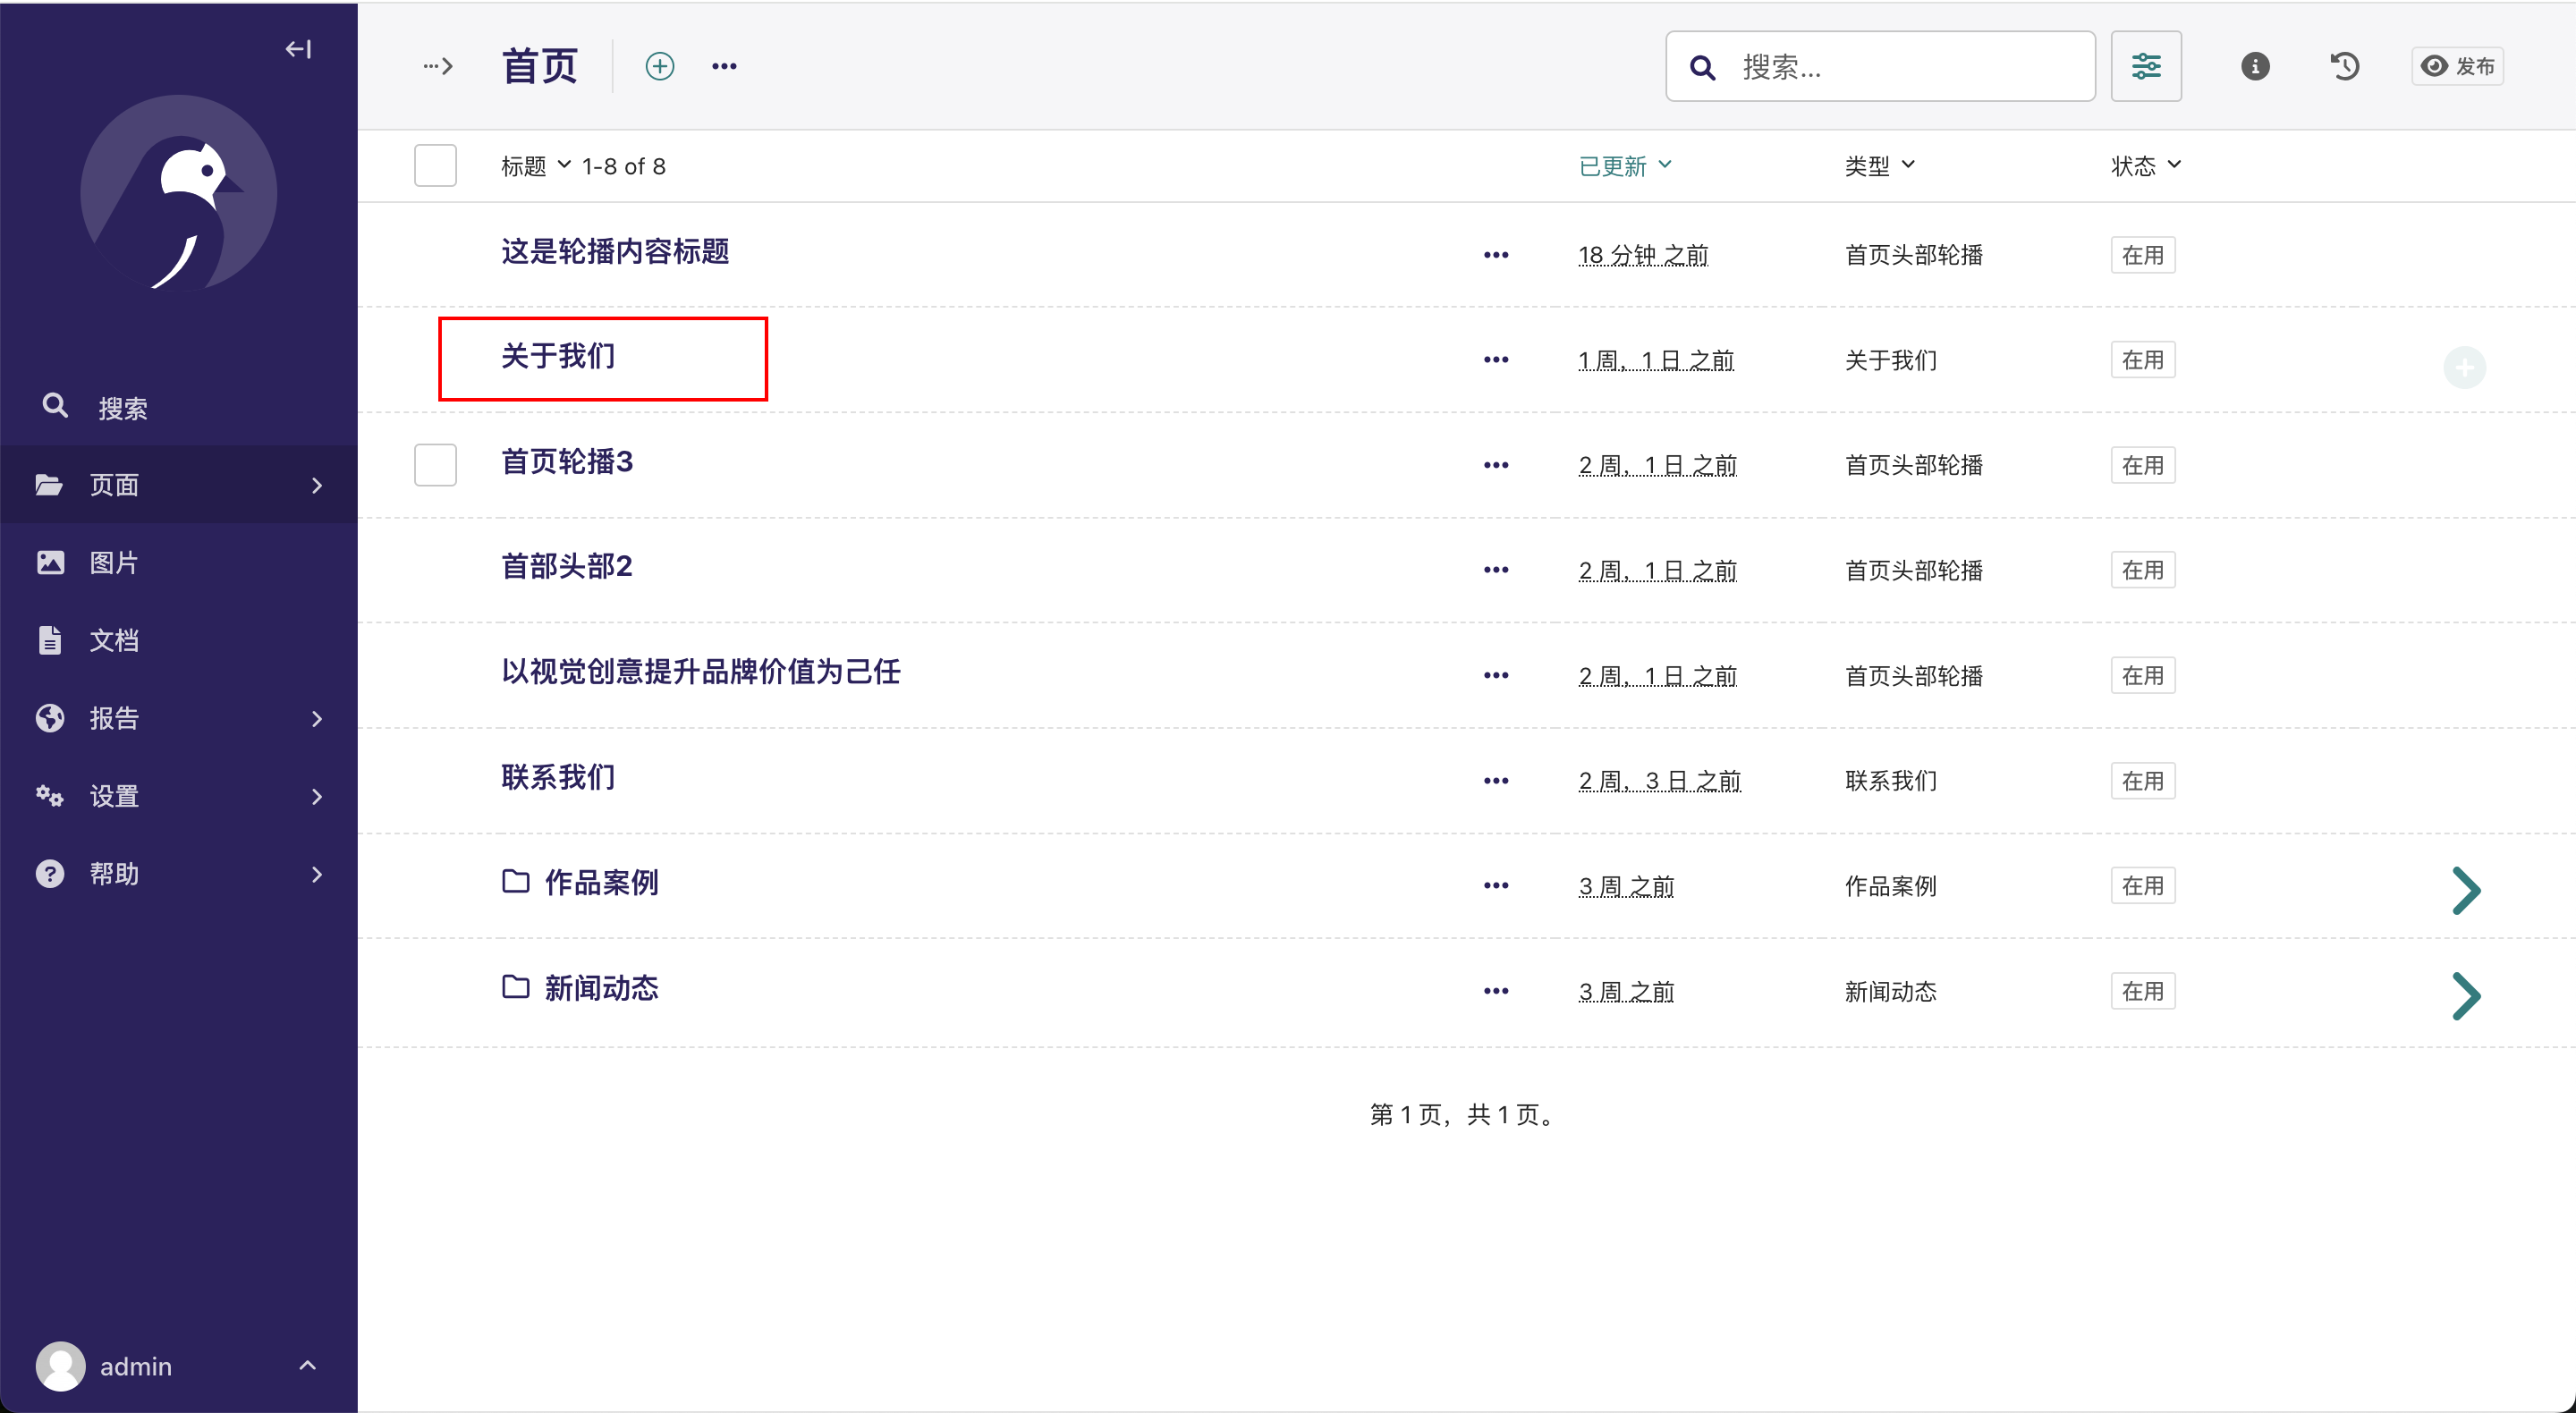 首页
搜索...
发布
标题 1-8 of 8 已更新 类型 状态
这是轮播内容标题 18 分钟 之前 首页头部轮播 在用
关于我们 1 周，1 日 之前 关于我们 在用
首页轮播3 2 周，1 日 之前 首页头部轮播 在用
首部头部2 2 周，1 日 之前 首页头部轮播 在用
以视觉创意提升品牌价值为己任 2 周，1 日 之前 首页头部轮播 在用
联系我们 2 周，3 日 之前 联系我们 在用
作品案例 3 周 之前 作品案例 在用
新闻动态 3 周 之前 新闻动态 在用
第 1 页，共 1 页。
搜索
页面
图片
文档
报告
设置
帮助
admin